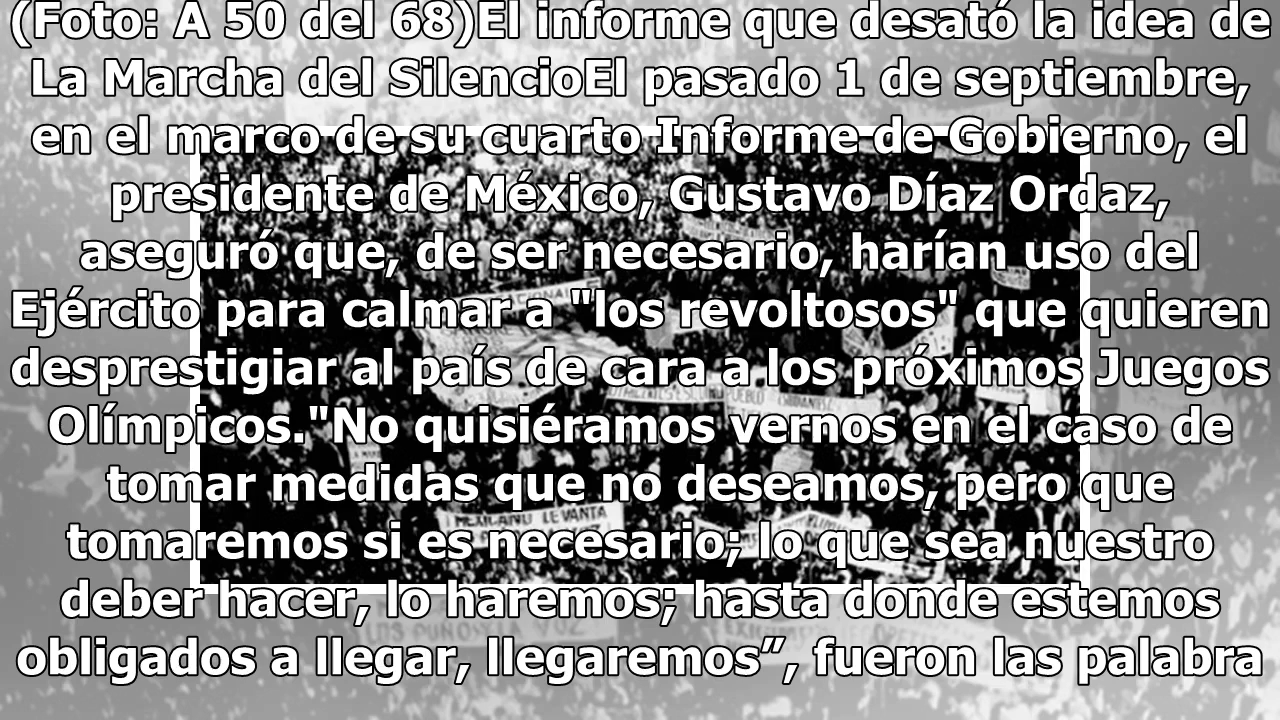 (Foto: A 50 del 68)El informe que desató la idea de
La Marcha del SilencioEl pasado 1 de septiembre,
en el marco de su cuarto Informe de Gobierno, el
presidente de México, Gustavo Díaz Ordaz,
aseguró que, de ser necesario, harían uso del
Ejército para calmar a "los revoltosos" que quieren
desprestigiar al país de cara a los próximos Juegos
Olímpicos."No quisiéramos vernos en el caso de
tomar medidas que no deseamos, pero que
tomaremos si es necesario; lo que sea nuestro
deber hacer, lo haremos; hasta donde estemos
obligados a llegar, llegaremos”, fueron las palabra
PUEBLO
MEXICANO LEVANTA